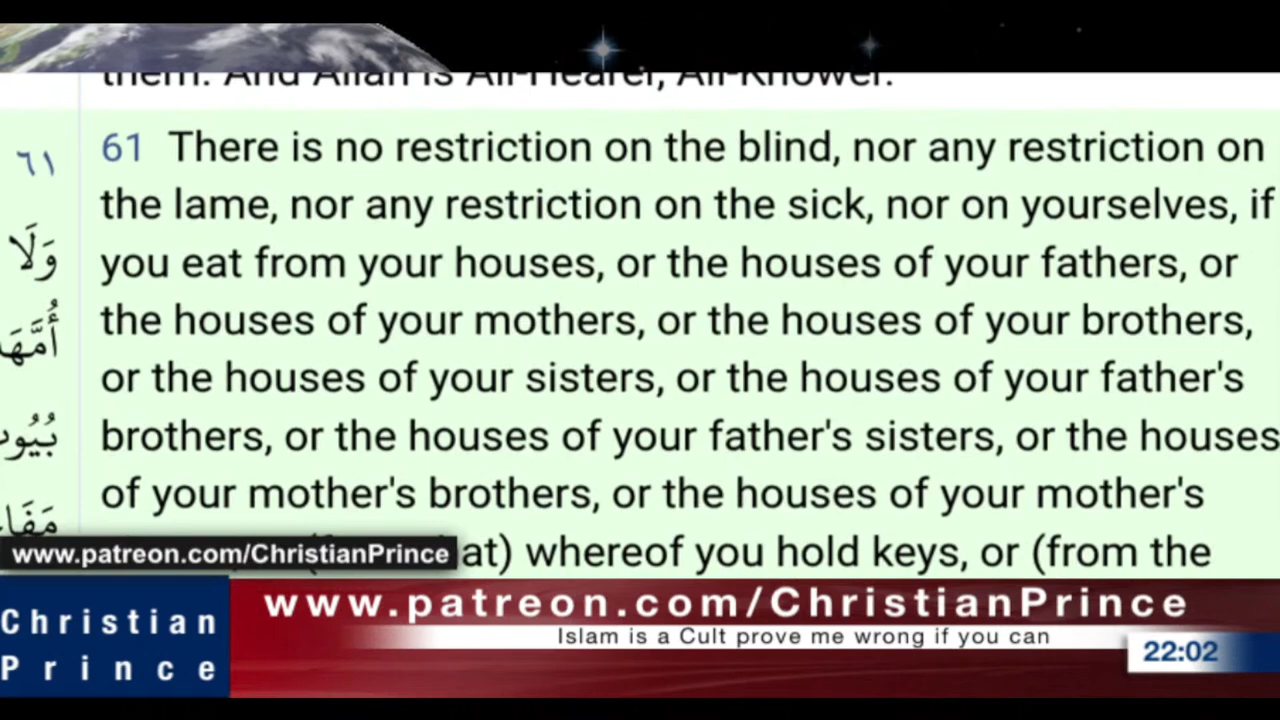 them. And Allah is All-Hearer, All-Knower.
61 There is no restriction on the blind, nor any restriction on
the lame, nor any restriction on the sick, nor on yourselves, if
you eat from your houses, or the houses of your fathers, or
the houses of your mothers, or the houses of your brothers,
or the houses of your sisters, or the houses of your father's
brothers, or the houses of your father's sisters, or the houses
of your mother's brothers, or the houses of your mother's
whereof you hold keys, or (from the
٦١
وَلَا
www.patreon.com/ChristianPrince
www.patreon.com/ChristianPrince
Islam is a Cult prove me wrong if you can
Christian
Prince
22:02